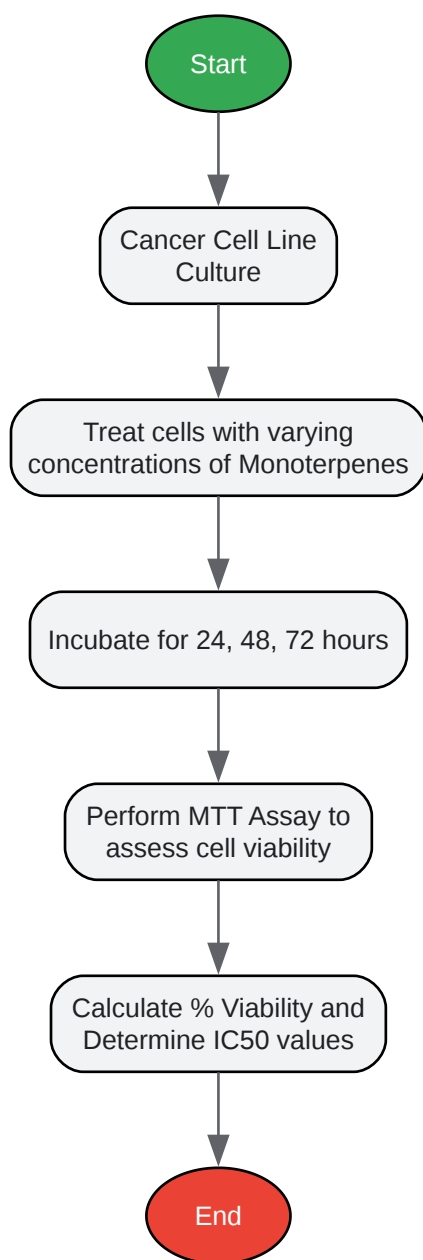 Start
Cancer Cell Line
Culture
Treat cells with varying
concentrations of Monoterpenes
Incubate for 24, 48, 72 hours
Perform MTT Assay to
assess cell viability
Calculate % Viability and
Determine IC50 values
End